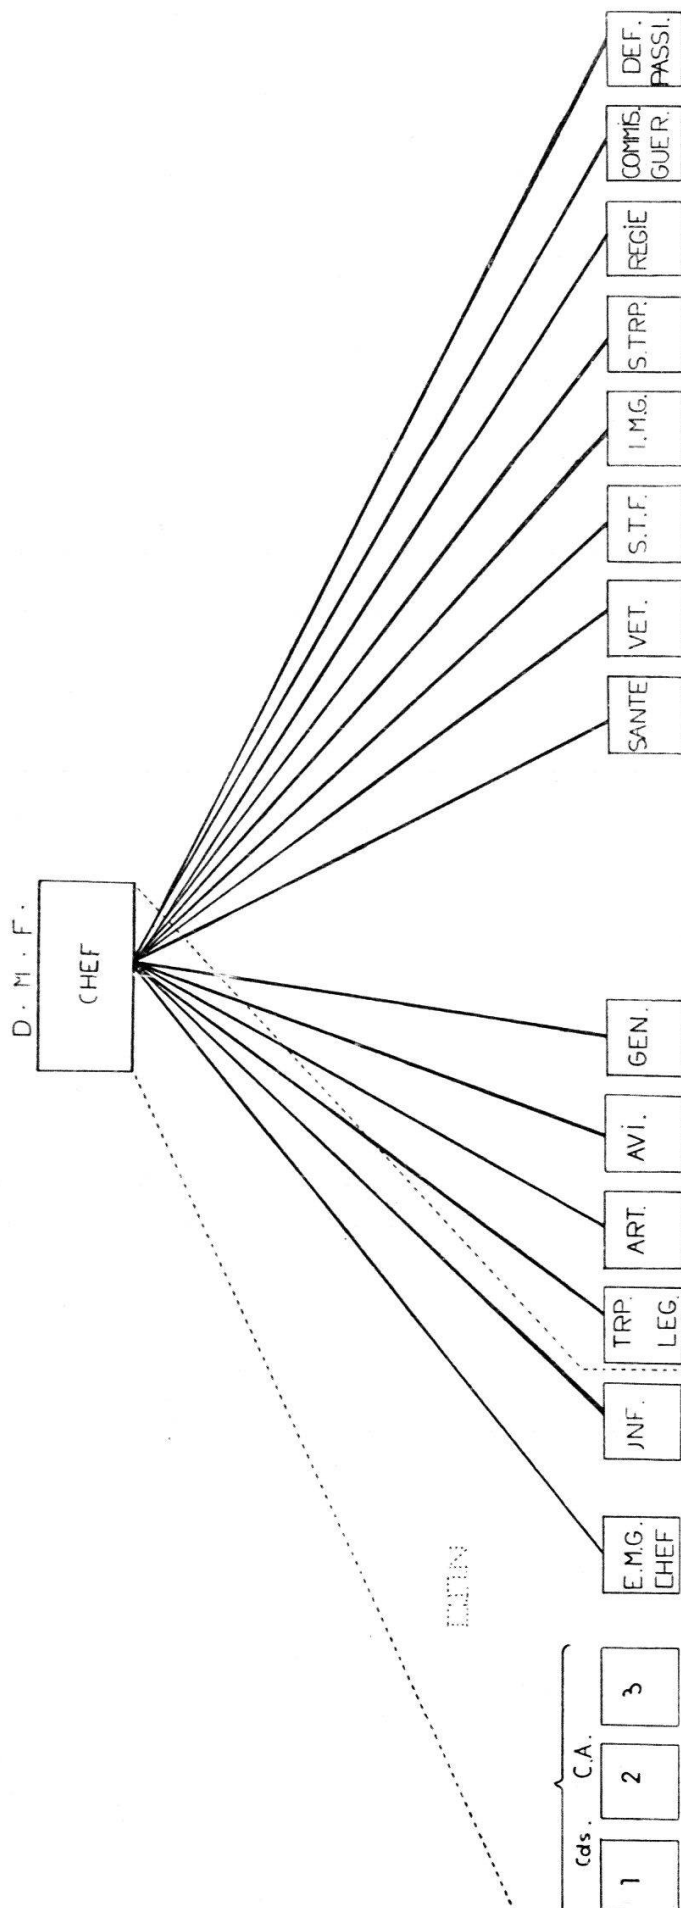 D. M. F.
CHEF
Cds. C.A.
1
2
3
E.M.G.
CHEF
JNF.
TRP.
LEG.
ART.
AVI.
GEN.
SANTE
VET.
S.T.F.
I.M.G.
S.TRP.
REGIE
COMMIS.
GUER.
DEF.
PASSI.